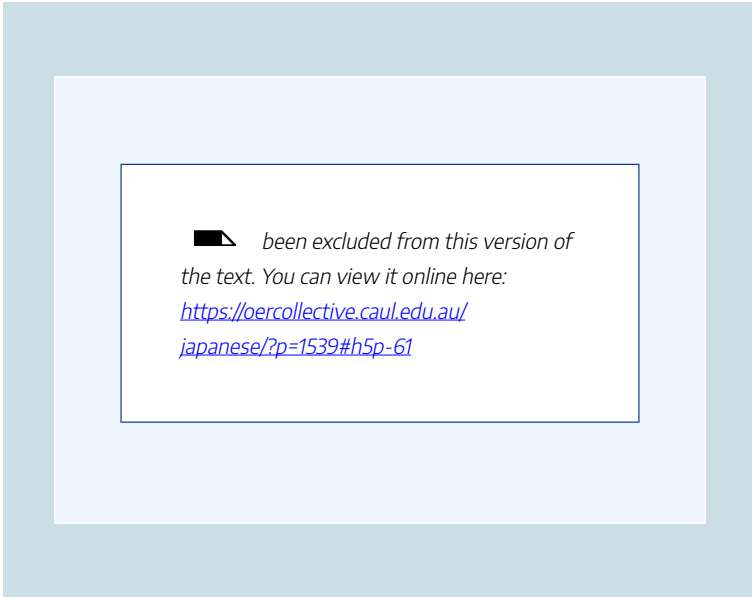 been excluded from this version of
the text. You can view it online here:
https://oercollective.caul.edu.au/
japanese/?p=1539#h5p-61